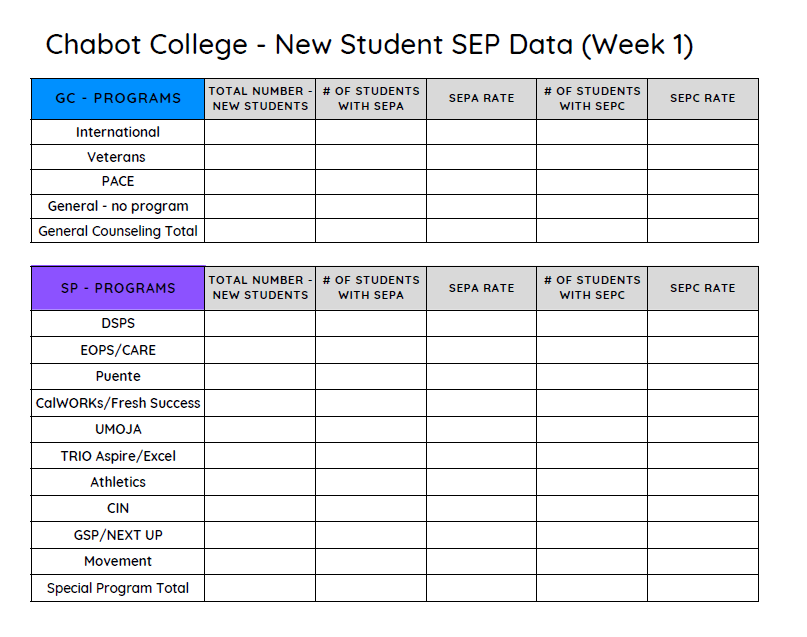 Chabot College - New Student SEP Data (Week 1)
GC - PROGRAMS
TOTAL NUMBER -
NEW STUDENTS
# OF STUDENTS
WITH SEPA
SEPA RATE
# OF STUDENTS
WITH SEPC
SEPC RATE
International
Veterans
PACE
General - no program
General Counseling Total
SP - PROGRAMS
TOTAL NUMBER -
NEW STUDENTS
# OF STUDENTS
WITH SEPA
SEPA RATE
# OF STUDENTS
WITH SEPC
SEPC RATE
DSPS
EOPS/CARE
Puente
CalWORKs/Fresh Success
UMOJA
TRIO Aspire/Excel
Athletics
CIN
GSP/NEXT UP
Movement
Special Program Total